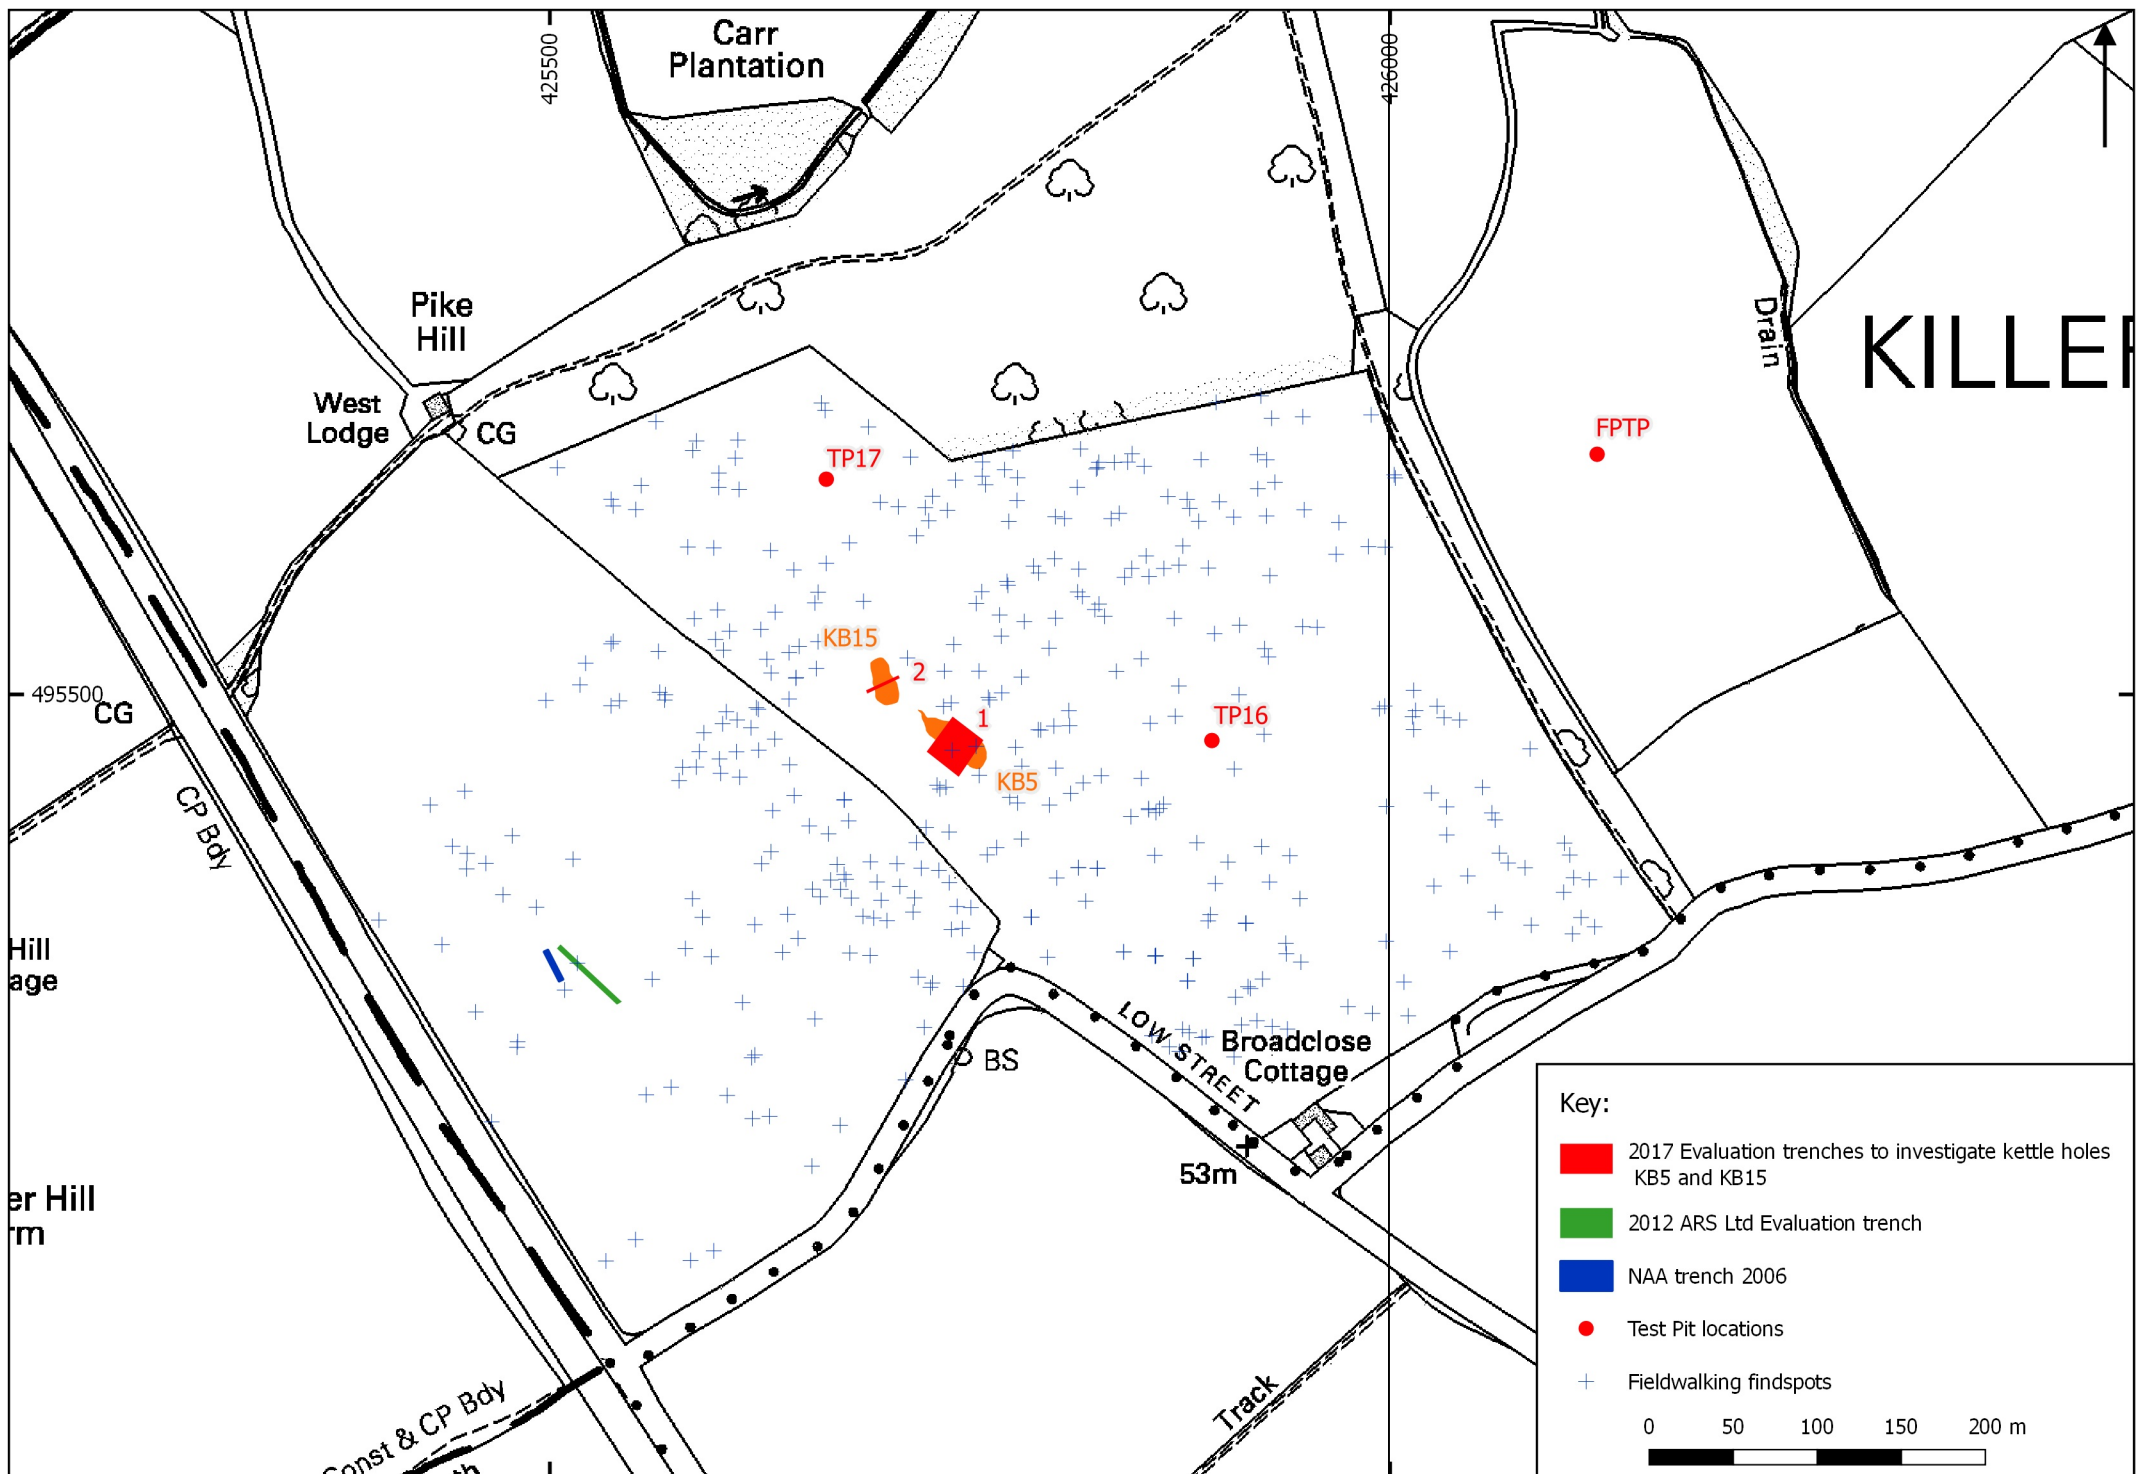 Carr
Plantation
425500
426000
Pike
Hill
West
Lodge
CG
Drain
KILLER
TP17
FPTP
KB15
2
495500
CG
1
TP16
KB5
CP Bdy
Hill
age
LOW STREET
Broadclose
Cottage
BS
53m
er Hill
rm
Const & CP Bdy
th
Track
Key:
2017 Evaluation trenches to investigate kettle holes
KB5 and KB15
2012 ARS Ltd Evaluation trench
NAA trench 2006
Test Pit locations
Fieldwalking findspots
0 50 100 150 200 m